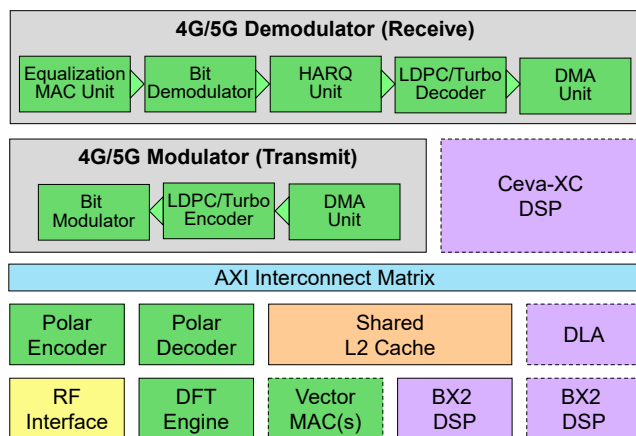 4G/5G Demodulator (Receive)
Equalization
MAC Unit
Bit
Demodulator
HARQ
Unit
LDPC/Turbo
Decoder
DMA
Unit
4G/5G Modulator (Transmit)
Bit
Modulator
LDPC/Turbo
Encoder
DMA
Unit
Ceva-XC
DSP
AXI Interconnect Matrix
Polar
Encoder
Polar
Decoder
Shared
L2 Cache
DLA
RF
Interface
DFT
Engine
Vector
MAC(s)
BX2
DSP
BX2
DSP